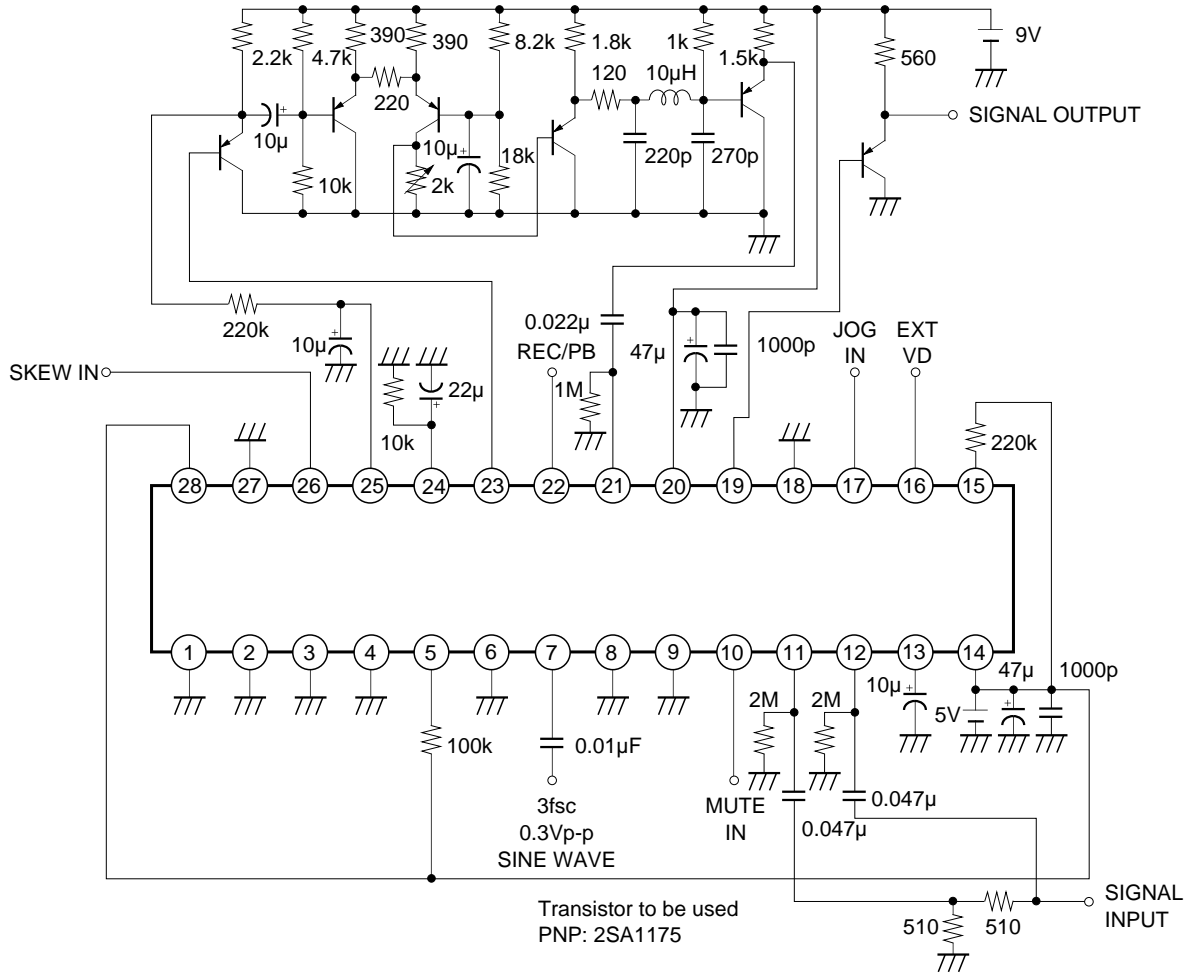 2.2k
4.7k
390
390
8.2k
1.8k
1k
1.5k
9V
560
120
10µH
220
SIGNAL OUTPUT
10µ
10µ
220p
270p
10k
2k
18k
220k
0.022µ
JOG
IN
EXT
VD
10µ
REC/PB
47µ
1000p
SKEW IN
22µ
1M
10k
220k
28
27
26
25
24
23
22
21
20
19
18
17
16
15
1
2
3
4
5
6
7
8
9
10
11
12
13
14
47µ
1000p
10µ
2M
2M
5V
100k
0.01µF
MUTE
IN
0.047µ
0.047µ
3fsc
0.3Vp-p
SINE WAVE
Transistor to be used
PNP: 2SA1175
SIGNAL
INPUT
510
510